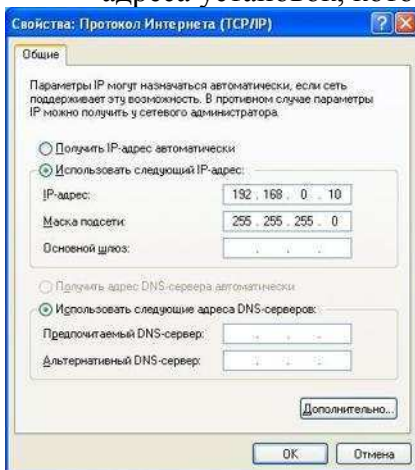 адреса установок, кото
Свойства: Протокол Интернета (TCP/IP)
Общие
Параметры IP могут назначаться автоматически, если сеть
поддерживает эту возможность. В противном случае параметры
IP можно получить у сетевого администратора.
Получить IP-адрес автоматически
Использовать следующий IP-адрес:
IP-адрес: 192 . 168 . 0 . 10
Маска подсети: 255 . 255 . 255 . 0
Основной шлюз: . . .
Получить адрес DNS-сервера автоматически
Использовать следующие адреса DNS-серверов:
Предпочитаемый DNS-сервер: . . .
Альтернативный DNS-сервер: . . .
Дополнительно...
OK Отмена